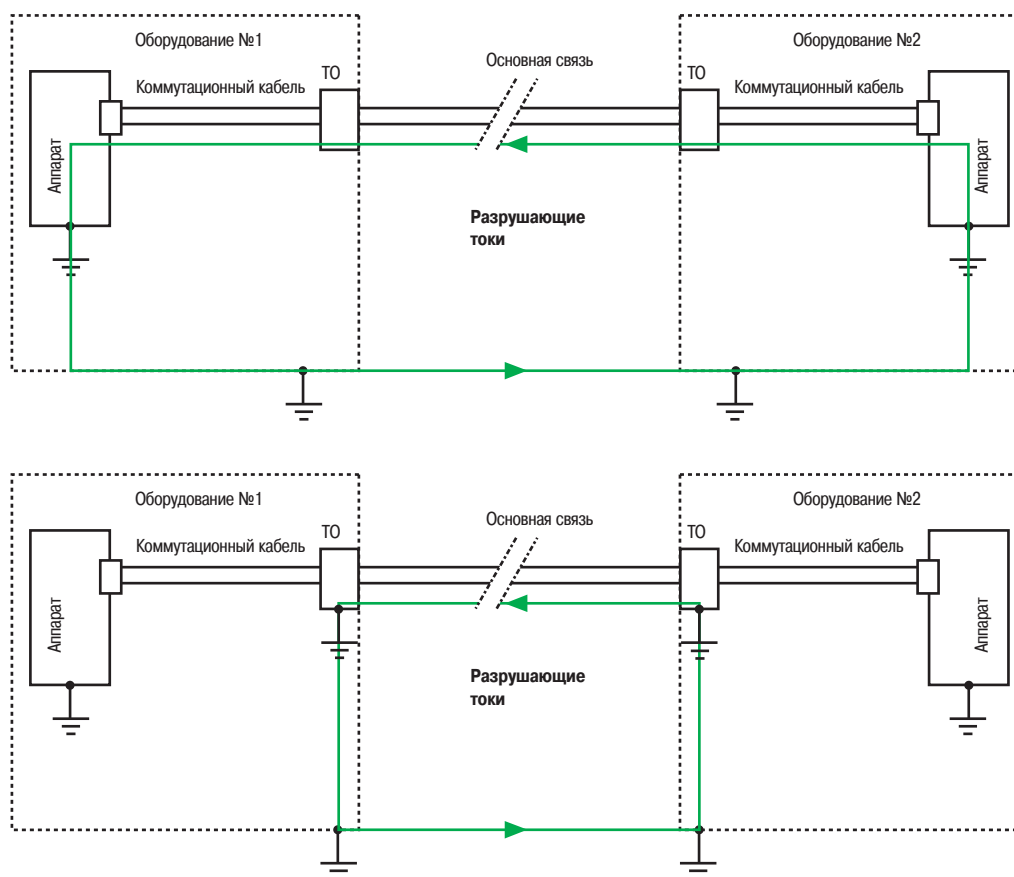 Оборудование №1
Оборудование №2
Основная связь
ТО
ТО
Коммутационный кабель
Коммутационный кабель
Аппарат
Аппарат
Разрушающие
токи
Оборудование №1
Оборудование №2
Основная связь
ТО
ТО
Коммутационный кабель
Коммутационный кабель
Аппарат
Аппарат
Разрушающие
токи